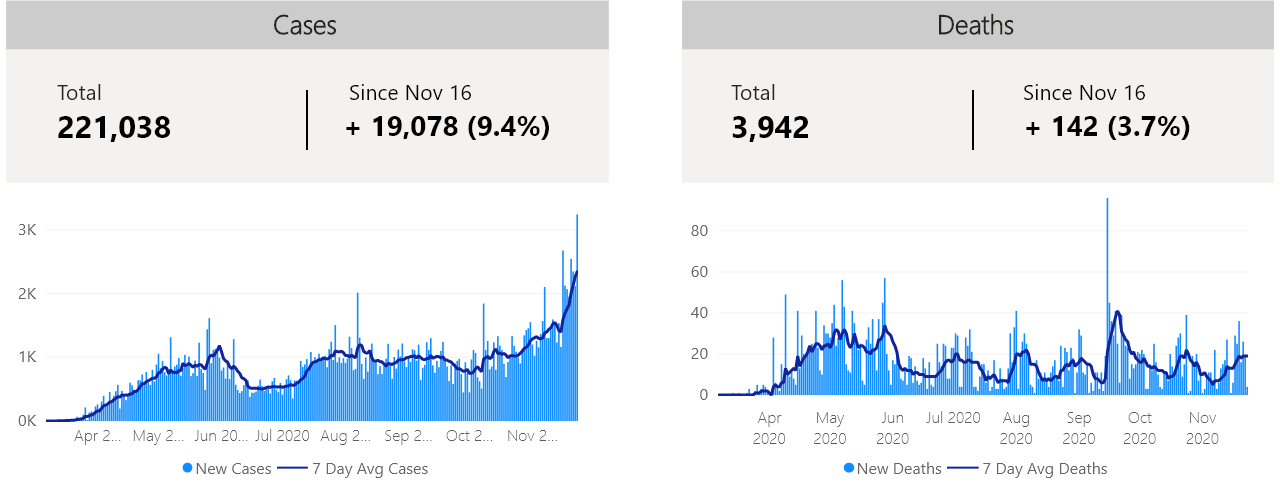 Cases
Total
Since Nov 16
221,038
+ 19,078 (9.4%)
3K
2K
1K
0K
Apr 2...
May 2...
Jun 20...
Jul 2020
Aug 2...
Sep 2...
Oct 2...
Nov 2...
New Cases
7 Day Avg Cases
Deaths
Total
Since Nov 16
3,942
+ 142 (3.7%)
80
60
40
20
0
Apr 2020
May 2020
Jun 2020
Jul 2020
Aug 2020
Sep 2020
Oct 2020
Nov 2020
New Deaths
7 Day Avg Deaths